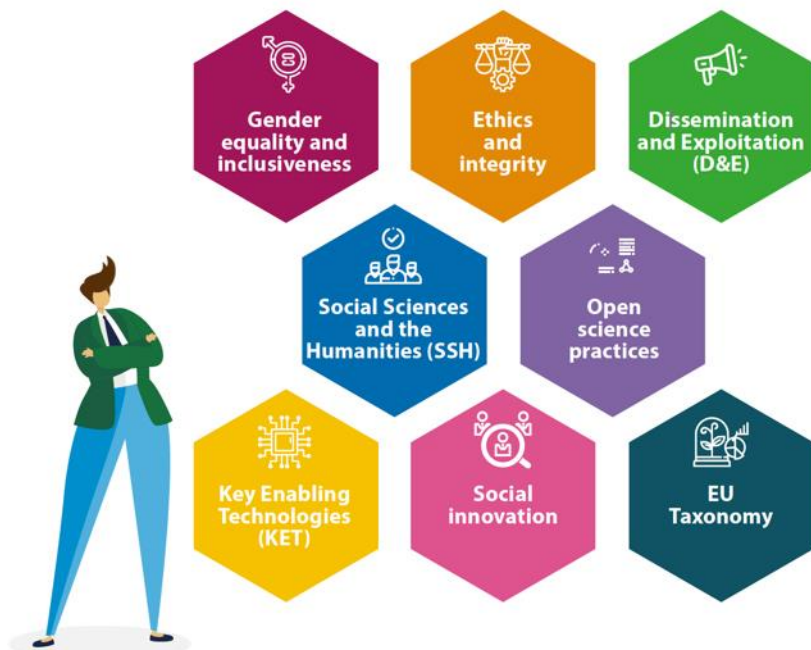 Gender
equality and
inclusiveness
Ethics
and
integrity
Dissemination
and Exploitation
(D&E)
Social Sciences
and the
Humanities (SSH)
Open
science
practices
Key Enabling
Technologies
(KET)
Social
innovation
EU
Taxonomy